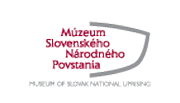 Múzeum
Slovenského
Národného
Povstania
MUSEUM OF SLOVAK NATIONAL UPRISING